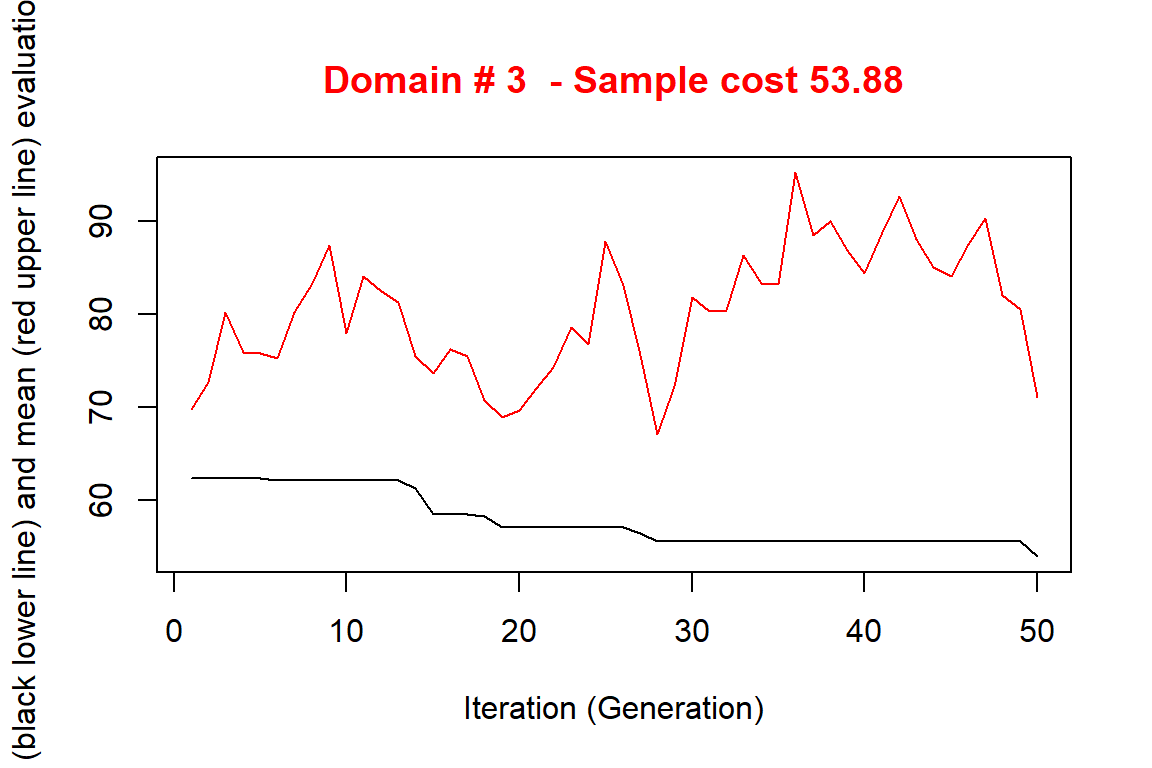 Domain # 3  - Sample cost 53.88
(black lower line) and mean (red upper line)
90
80
70
60
0 10 20 30 40 50
Iteration (Generation)